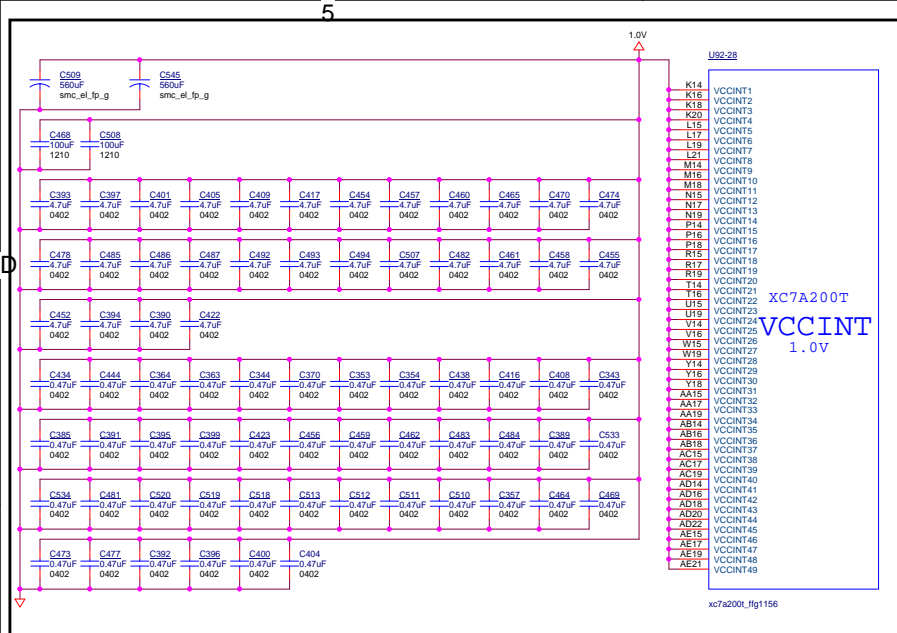 5
1.0V
U92-28
C509 C545
560uF 560uF
smc_el_fp_g smc_el_fp_g
C468 C508
100uF 100uF
1210 1210
C393 C397 C401 C405 C409 C417 C454 C457 C460 C465 C470 C474
4.7uF 4.7uF 4.7uF 4.7uF 4.7uF 4.7uF 4.7uF 4.7uF 4.7uF 4.7uF 4.7uF 4.7uF
0402 0402 0402 0402 0402 0402 0402 0402 0402 0402 0402 0402
D
C478 C485 C486 C487 C492 C493 C494 C507 C482 C461 C458 C455
4.7uF 4.7uF 4.7uF 4.7uF 4.7uF 4.7uF 4.7uF 4.7uF 4.7uF 4.7uF 4.7uF 4.7uF
0402 0402 0402 0402 0402 0402 0402 0402 0402 0402 0402 0402
C452 C394 C390 C422
4.7uF 4.7uF 4.7uF 4.7uF
0402 0402 0402 0402
C434 C444 C364 C363 C344 C370 C353 C354 C438 C416 C408 C343
0.47uF 0.47uF 0.47uF 0.47uF 0.47uF 0.47uF 0.47uF 0.47uF 0.47uF 0.47uF 0.47uF 0.47uF
0402 0402 0402 0402 0402 0402 0402 0402 0402 0402 0402 0402
C385 C391 C395 C399 C423 C456 C459 C462 C483 C484 C389 C533
0.47uF 0.47uF 0.47uF 0.47uF 0.47uF 0.47uF 0.47uF 0.47uF 0.47uF 0.47uF 0.47uF 0.47uF
0402 0402 0402 0402 0402 0402 0402 0402 0402 0402 0402 0402
C534 C481 C520 C519 C518 C513 C512 C511 C510 C357 C464 C469
0.47uF 0.47uF 0.47uF 0.47uF 0.47uF 0.47uF 0.47uF 0.47uF 0.47uF 0.47uF 0.47uF 0.47uF
0402 0402 0402 0402 0402 0402 0402 0402 0402 0402 0402 0402
C473 C477 C392 C396 C400 C404
0.47uF 0.47uF 0.47uF 0.47uF 0.47uF 0.47uF
0402 0402 0402 0402 0402 0402
K14 VCCINT1
K16 VCCINT2
K18 VCCINT3
K20 VCCINT4
L15 VCCINT5
L17 VCCINT6
L19 VCCINT7
L21 VCCINT8
M14 VCCINT9
M16 VCCINT10
M18 VCCINT11
N15 VCCINT12
N17 VCCINT13
N19 VCCINT14
P14 VCCINT15
P16 VCCINT16
P18 VCCINT17
R15 VCCINT18
R17 VCCINT19
R19 VCCINT20
T14 VCCINT21
T16 VCCINT22
U15 VCCINT23
U19 VCCINT24
V14 VCCINT25
V16 VCCINT26
W15 VCCINT27
W19 VCCINT28
Y14 VCCINT29
Y16 VCCINT30
Y18 VCCINT31
AA15 VCCINT32
AA17 VCCINT33
AA19 VCCINT34
AB14 VCCINT35
AB16 VCCINT36
AB18 VCCINT37
AC15 VCCINT38
AC17 VCCINT39
AC19 VCCINT40
AD14 VCCINT41
AD16 VCCINT42
AD18 VCCINT43
AD20 VCCINT44
AD22 VCCINT45
AE15 VCCINT46
AE17 VCCINT47
AE19 VCCINT48
AE21 VCCINT49
XC7A200T
VCCINT
1.0V
xc7a200t_ffg1156